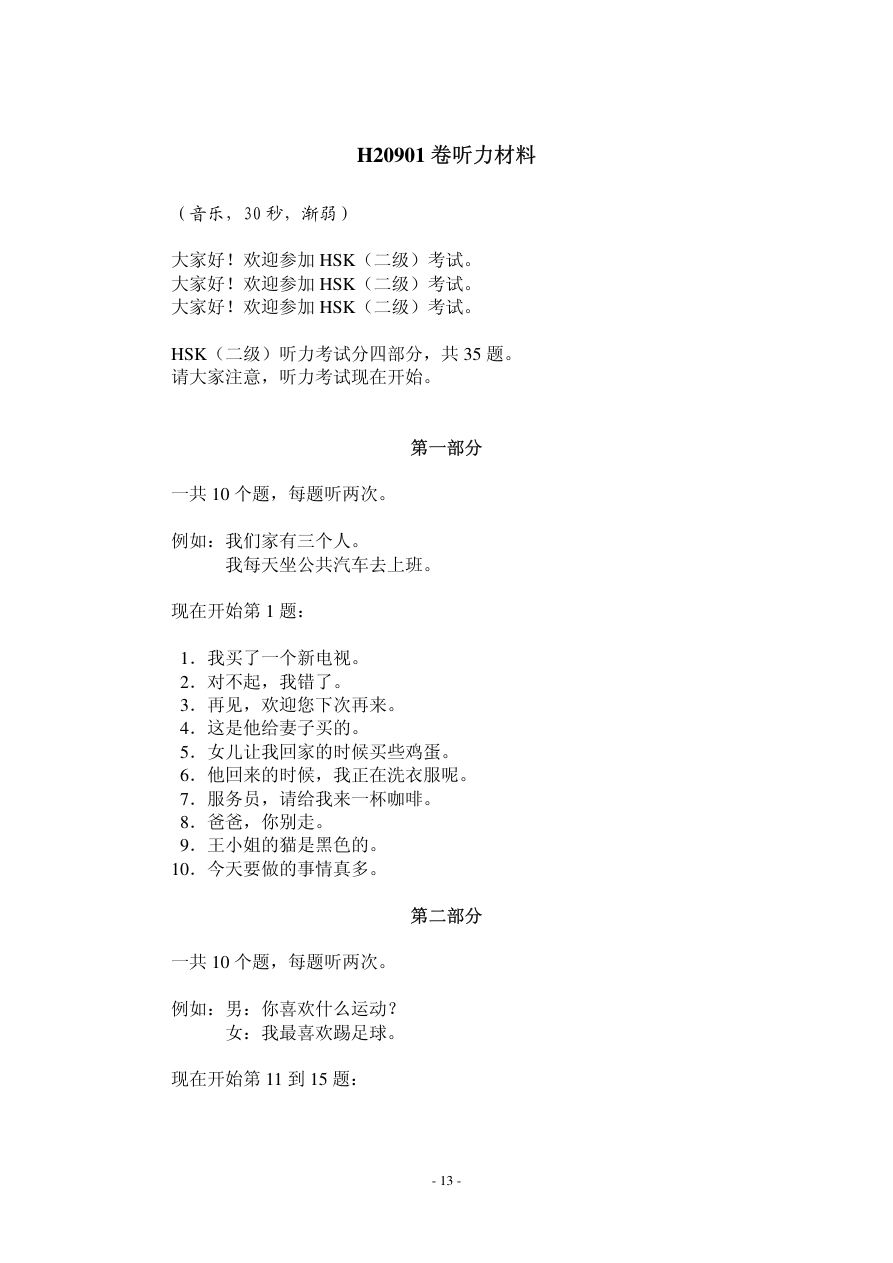 H20901 卷听力材料
（音乐，30 秒，渐弱）
大家好！欢迎参加 HSK（二级）考试。
大家好！欢迎参加 HSK（二级）考试。
大家好！欢迎参加 HSK（二级）考试。
HSK（二级）听力考试分四部分，共 35 题。
请大家注意，听力考试现在开始。
第一部分
一共 10 个题，每题听两次。
例如：我们家有三个人。
我每天坐公共汽车去上班。
现在开始第 1 题：
1．我买了一个新电视。
2．对不起，我错了。
3．再见，欢迎您下次再来。
4．这是他给妻子买的。
5．女儿让我回家的时候买些鸡蛋。
6．他回来的时候，我正在洗衣服呢。
7．服务员，请给我来一杯咖啡。
8．爸爸，你别走。
9．王小姐的猫是黑色的。
10．今天要做的事情真多。
第二部分
一共 10 个题，每题听两次。
例如：男：你喜欢什么运动？
女：我最喜欢踢足球。
现在开始第 11 到 15 题：
- 13 -